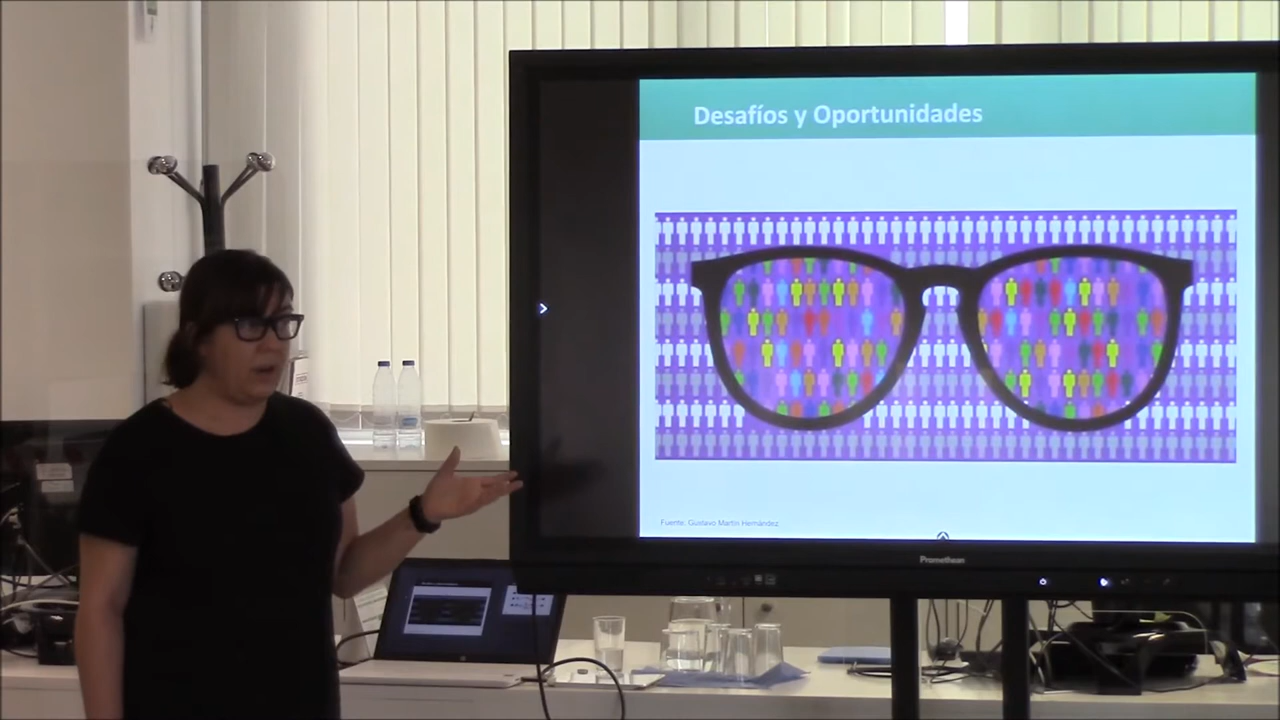 Desafíos y Oportunidades
Fuente: Gustavo Martín Hernández
Promethean